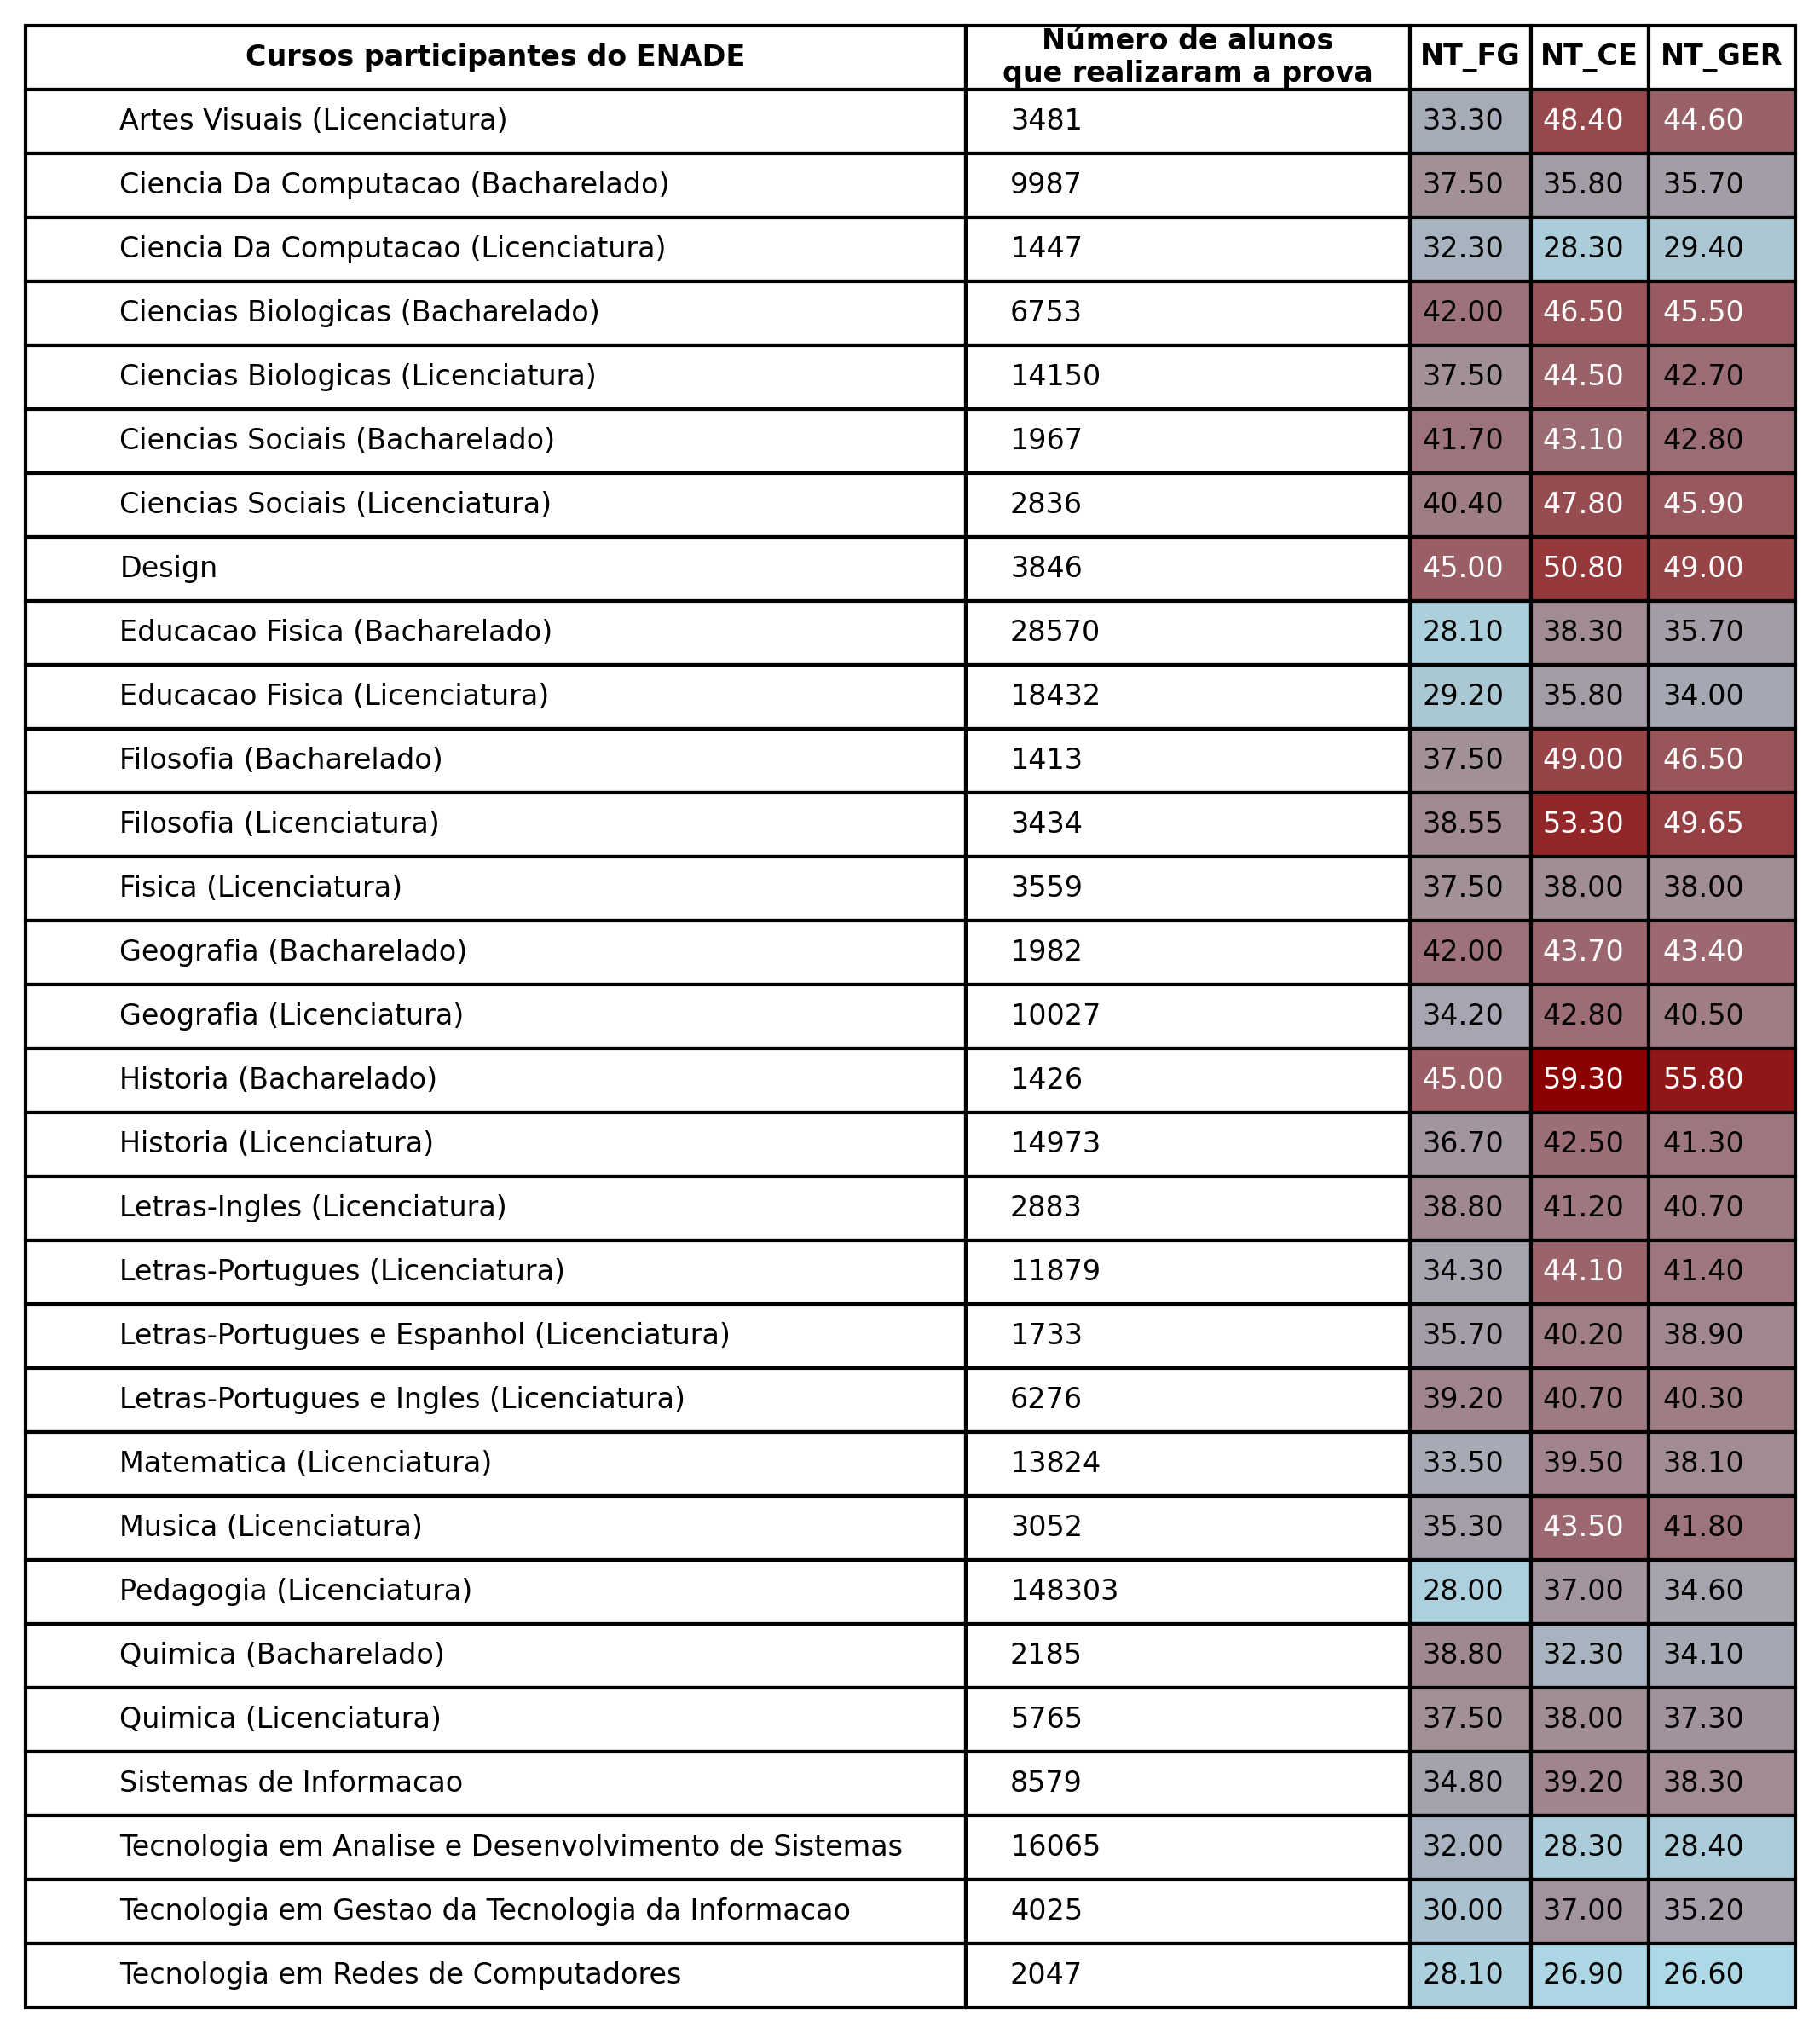 Cursos participantes do ENADE Número de alunos que realizaram a prova NT_FG NT_CE NT_GER
Artes Visuais (Licenciatura) 3481 33.30 48.40 44.60
Ciencia Da Computacao (Bacharelado) 9987 37.50 35.80 35.70
Ciencia Da Computacao (Licenciatura) 1447 32.30 28.30 29.40
Ciencias Biologicas (Bacharelado) 6753 42.00 46.50 45.50
Ciencias Biologicas (Licenciatura) 14150 37.50 44.50 42.70
Ciencias Sociais (Bacharelado) 1967 41.70 43.10 42.80
Ciencias Sociais (Licenciatura) 2836 40.40 47.80 45.90
Design 3846 45.00 50.80 49.00
Educacao Fisica (Bacharelado) 28570 28.10 38.30 35.70
Educacao Fisica (Licenciatura) 18432 29.20 35.80 34.00
Filosofia (Bacharelado) 1413 37.50 49.00 46.50
Filosofia (Licenciatura) 3434 38.55 53.30 49.65
Fisica (Licenciatura) 3559 37.50 38.00 38.00
Geografia (Bacharelado) 1982 42.00 43.70 43.40
Geografia (Licenciatura) 10027 34.20 42.80 40.50
Historia (Bacharelado) 1426 45.00 59.30 55.80
Historia (Licenciatura) 14973 36.70 42.50 41.30
Letras-Ingles (Licenciatura) 2883 38.80 41.20 40.70
Letras-Portugues (Licenciatura) 11879 34.30 44.10 41.40
Letras-Portugues e Espanhol (Licenciatura) 1733 35.70 40.20 38.90
Letras-Portugues e Ingles (Licenciatura) 6276 39.20 40.70 40.30
Matematica (Licenciatura) 13824 33.50 39.50 38.10
Musica (Licenciatura) 3052 35.30 43.50 41.80
Pedagogia (Licenciatura) 148303 28.00 37.00 34.60
Quimica (Bacharelado) 2185 38.80 32.30 34.10
Quimica (Licenciatura) 5765 37.50 38.00 37.30
Sistemas de Informacao 8579 34.80 39.20 38.30
Tecnologia em Analise e Desenvolvimento de Sistemas 16065 32.00 28.30 28.40
Tecnologia em Gestao da Tecnologia da Informacao 4025 30.00 37.00 35.20
Tecnologia em Redes de Computadores 2047 28.10 26.90 26.60